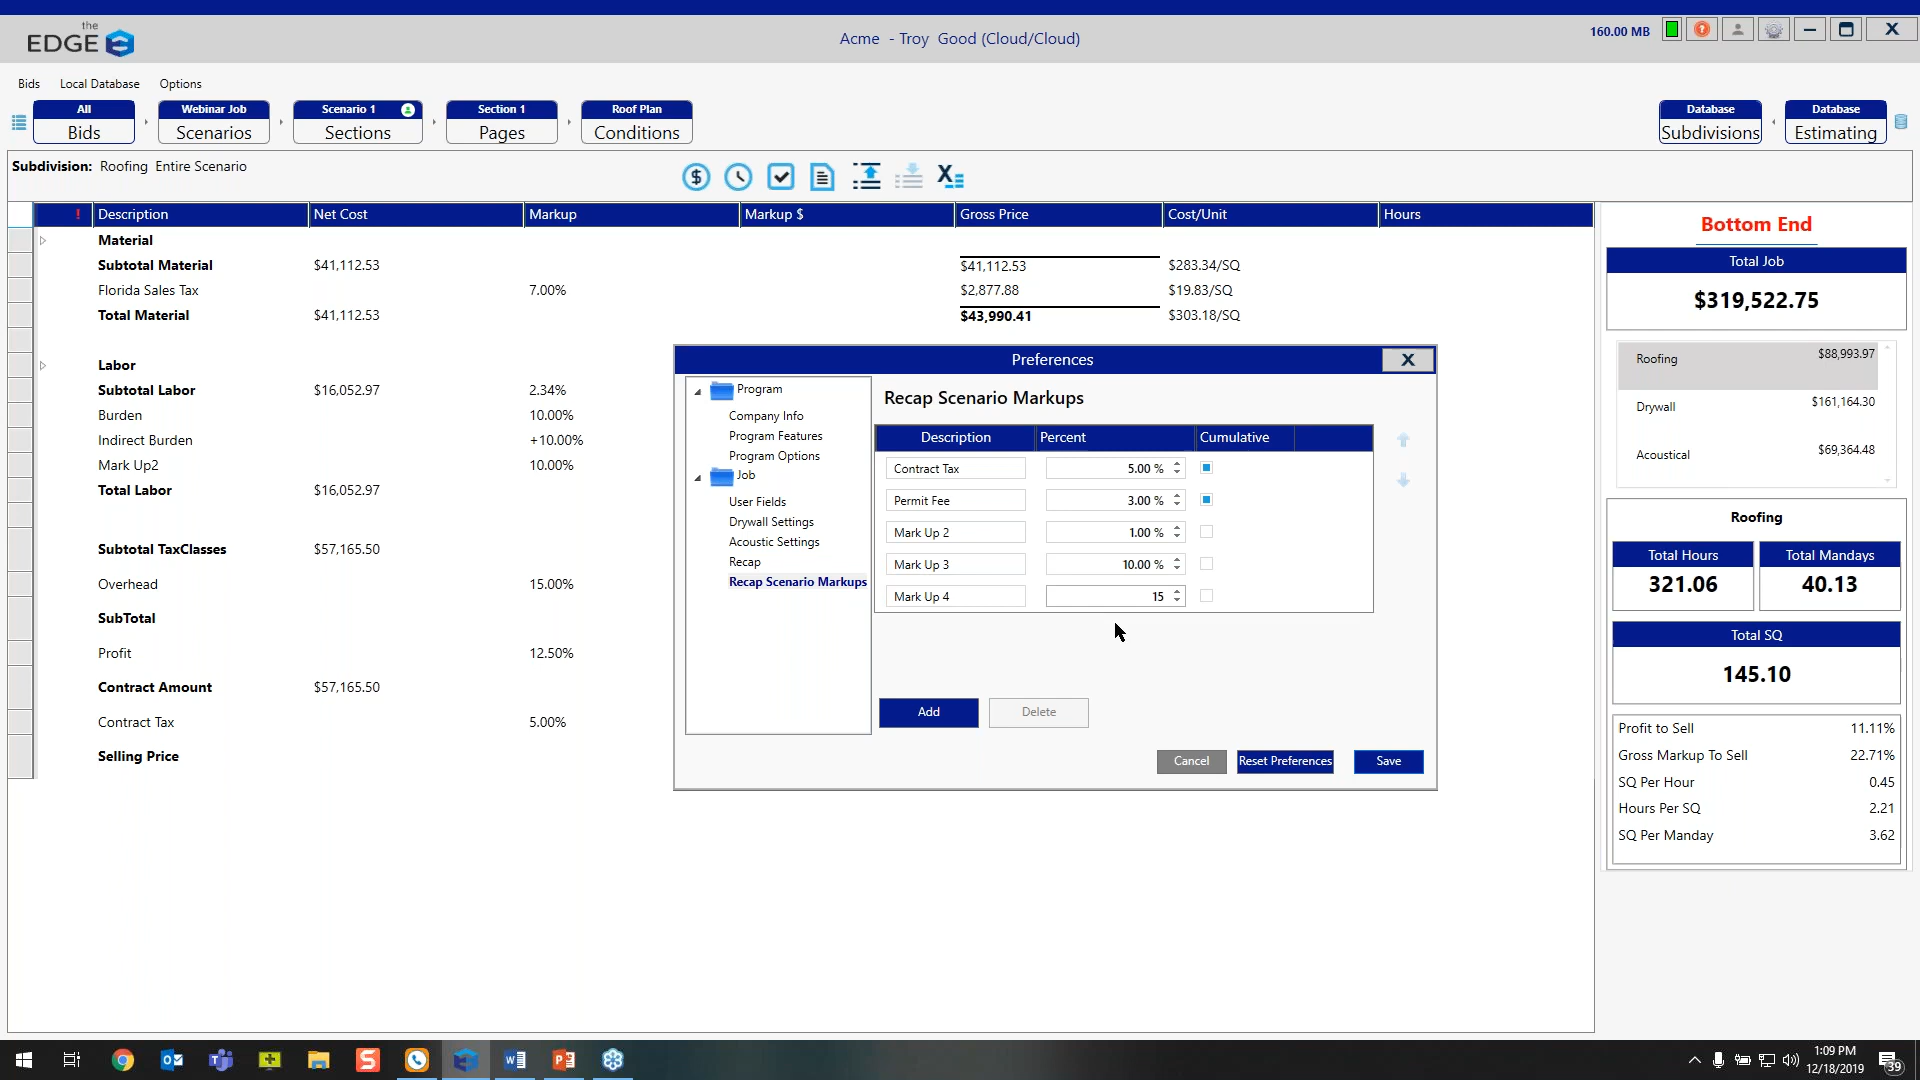 the
EDGE
Acme - Troy Good (Cloud/Cloud)
160.00 MB
Bids Local Database Options
All
Bids
Webinar Job
Scenarios
Scenario 1
Sections
Section 1
Pages
Roof Plan
Conditions
Database
Subdivisions
Database
Estimating
Subdivision: Roofing Entire Scenario
! Description Net Cost Markup Markup $ Gross Price Cost/Unit Hours
Material
Subtotal Material $41,112.53 $41,112.53 $283.34/SQ
Florida Sales Tax 7.00% $2,877.88 $19.83/SQ
Total Material $41,112.53 $43,990.41 $303.18/SQ
Labor
Subtotal Labor $16,052.97 2.34%
Burden 10.00%
Indirect Burden +10.00%
Mark Up2 10.00%
Total Labor $16,052.97
Subtotal TaxClasses $57,165.50
Overhead 15.00%
SubTotal
Profit 12.50%
Contract Amount $57,165.50
Contract Tax 5.00%
Selling Price
Preferences
X
Program
Company Info
Program Features
Program Options
Job
User Fields
Drywall Settings
Acoustic Settings
Recap
Recap Scenario Markups
Recap Scenario Markups
Description Percent Cumulative
Contract Tax 5.00 %
Permit Fee 3.00 %
Mark Up 2 1.00 %
Mark Up 3 10.00 %
Mark Up 4 15
Add Delete
Cancel Reset Preferences Save
Bottom End
Total Job
$319,522.75
Roofing $88,993.97
Drywall $161,164.30
Acoustical $69,364.48
Roofing
Total Hours Total Mandays
321.06 40.13
Total SQ
145.10
Profit to Sell 11.11%
Gross Markup To Sell 22.71%
SQ Per Hour 0.45
Hours Per SQ 2.21
SQ Per Manday 3.62
1:09 PM
12/18/2019
39